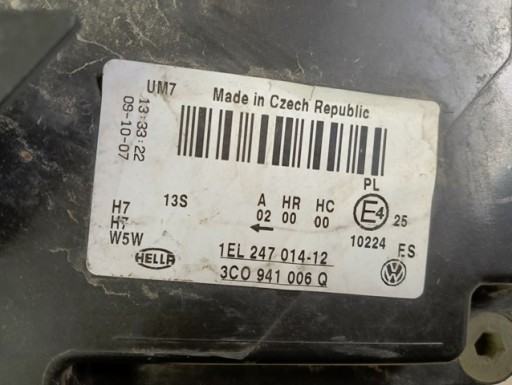 UM7
Made in Czech Republic
13:33:22
09-10-07
PL
H7 13S A HR HC E4 25
H7 02 00 00
W5W 10224 ES
HELLA 1EL 247 014-12
3C0 941 006 Q VW